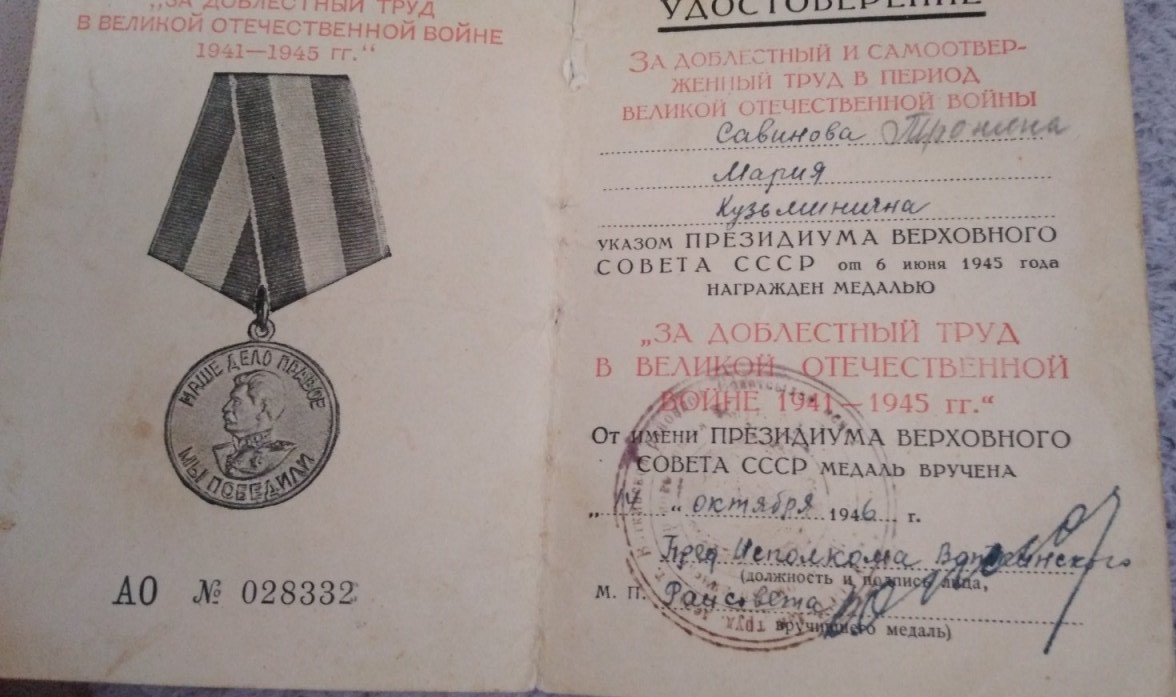 „ЗА ДОБЛЕСТНЫЙ ТРУД
В ВЕЛИКОЙ ОТЕЧЕСТВЕННОЙ ВОЙНЕ
1941—1945 гг.“
НАШЕ ДЕЛО ПРАВОЕ
МЫ ПОБЕДИЛИ
АО № 028332
УДОСТОВЕРЕНИЕ
ЗА ДОБЛЕСТНЫЙ И САМООТВЕР-
ЖЕННЫЙ ТРУД В ПЕРИОД
ВЕЛИКОЙ ОТЕЧЕСТВЕННОЙ ВОЙНЫ
Савинова
Мария
Кузьминична
УКАЗОМ ПРЕЗИДИУМА ВЕРХОВНОГО
СОВЕТА СССР от 6 июня 1945 года
НАГРАЖДЕН МЕДАЛЬЮ
„ЗА ДОБЛЕСТНЫЙ ТРУД
В ВЕЛИКОЙ ОТЕЧЕСТВЕННОЙ
ВОЙНЕ 1941—1945 гг.“
От имени ПРЕЗИДИУМА ВЕРХОВНОГО
СОВЕТА СССР МЕДАЛЬ ВРУЧЕНА
„14“ октября 1946 г.
Пред Исполкома
(должность и подпись лица,
М. П. Райсовета
вручившего медаль)